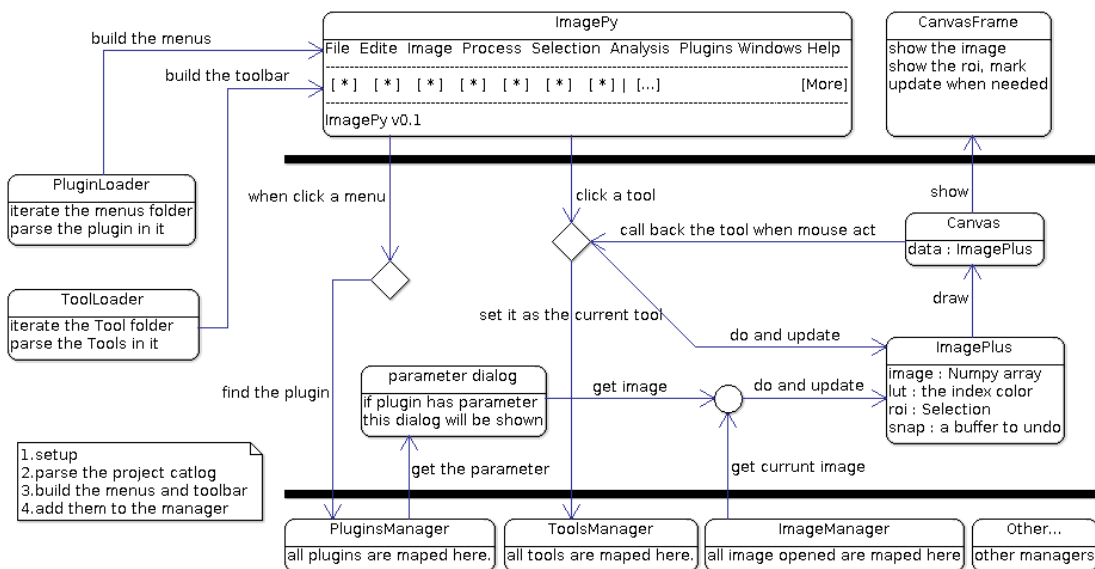 ImagePy
File Edite Image Process Selection Analysis Plugins Windows Help
[*] [*] [*] [*] [*] [*] [*] | [...] [More]
ImagePy v0.1
CanvasFrame
show the image
show the roi, mark
update when needed
build the menus
build the toolbar
PluginLoader
iterate the menus folder
parse the plugin in it
when click a menu
click a tool
show
Canvas
data : ImagePlus
call back the tool when mouse act
ToolLoader
iterate the Tool folder
parse the Tools in it
set it as the current tool
draw
do and update
ImagePlus
image : Numpy array
lut : the index color
roi : Selection
snap : a buffer to undo
find the plugin
parameter dialog
if plugin has parameter
this dialog will be shown
get image
do and update
get the parameter
get currunt image
1.setup
2.parse the project catlog
3.build the menus and toolbar
4.add them to the manager
PluginsManager
all plugins are maped here.
ToolsManager
all tools are maped here.
ImageManager
all image opened are maped here
Other...
other managers